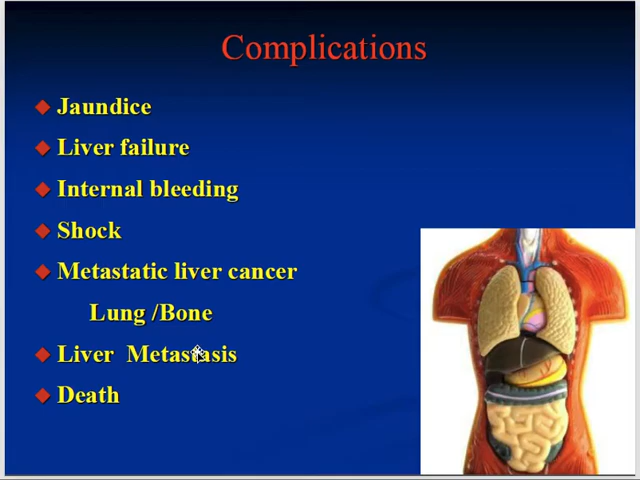 Complications
Jaundice
Liver failure
Internal bleeding
Shock
Metastatic liver cancer
Lung /Bone
Liver Metastasis
Death